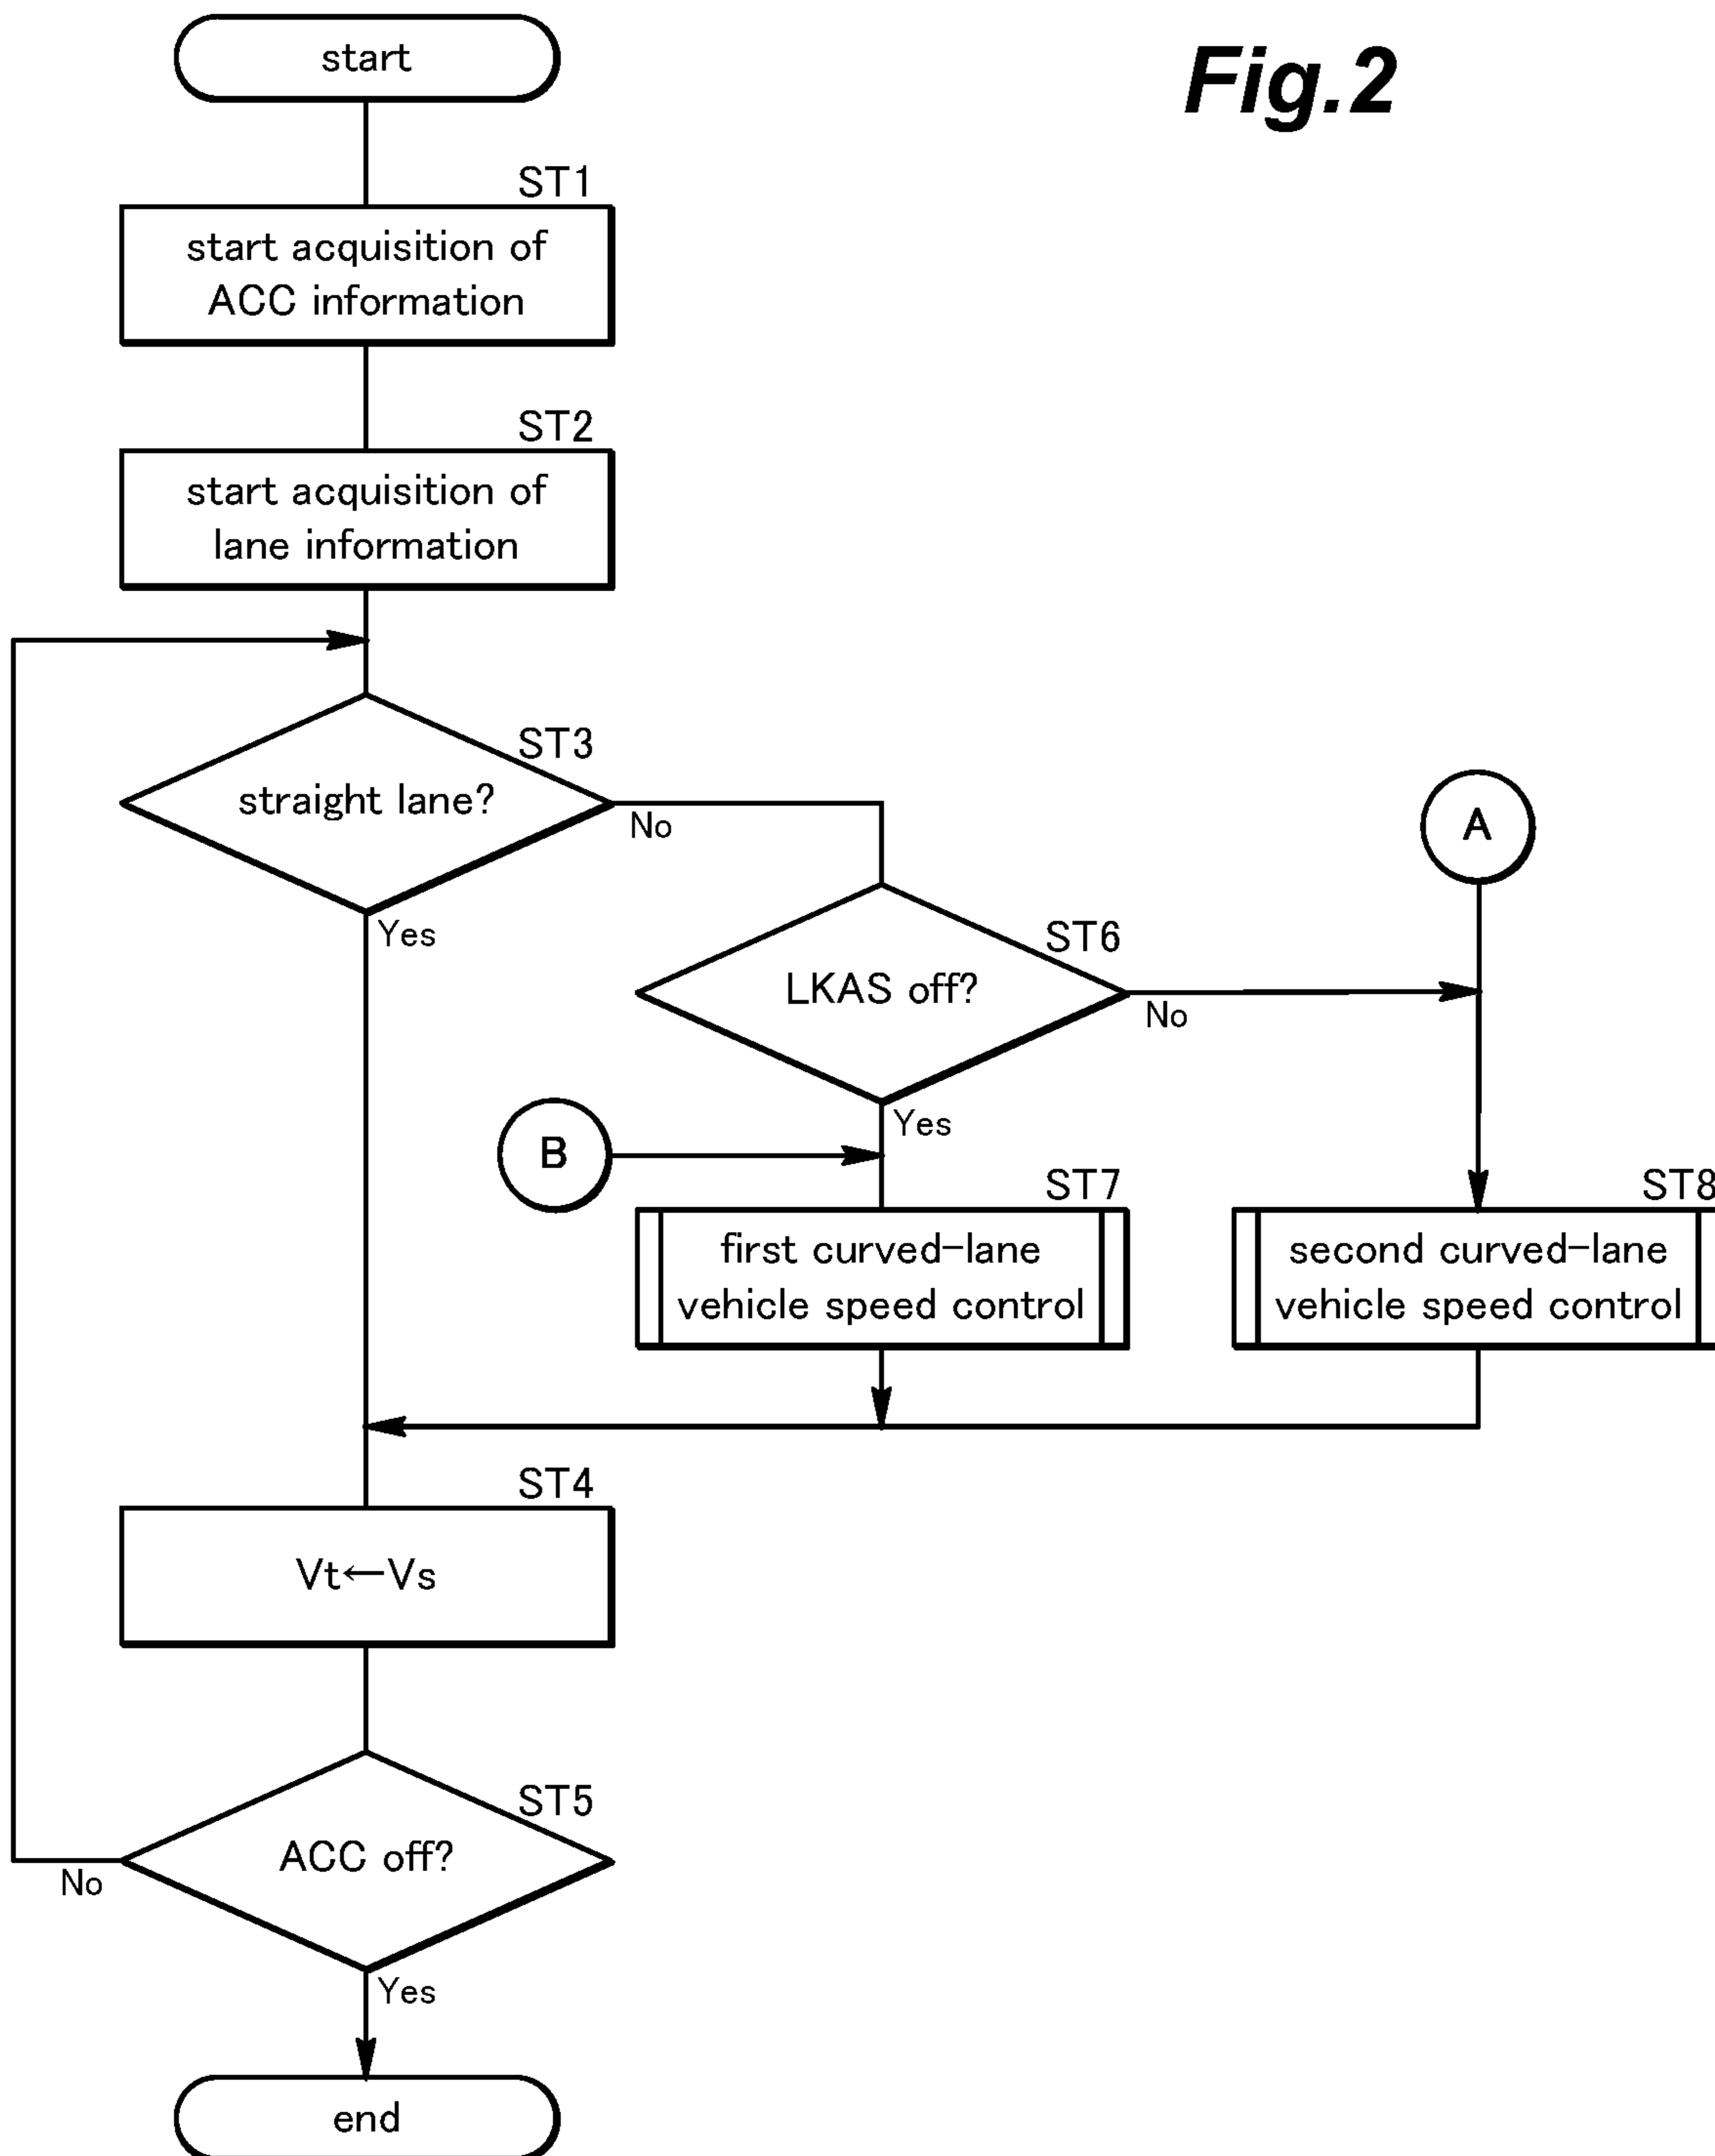 Fig.2
start
ST1
start acquisition of
ACC information
ST2
start acquisition of
lane information
ST3
straight lane?
No
Yes
A
ST6
LKAS off?
No
Yes
B
ST7
first curved-lane
vehicle speed control
ST8
second curved-lane
vehicle speed control
ST4
Vt←Vs
ST5
ACC off?
No
Yes
end